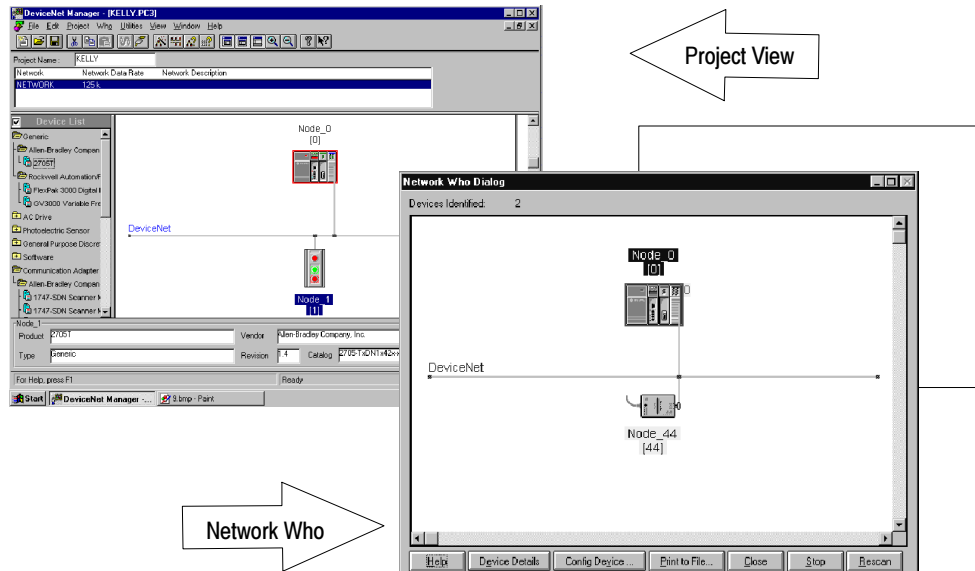 DeviceNet Manager - [KELLY.PC3]
File Edit Project Who Utilities View Window Help
Project Name : KELLY
Network Network Data Rate Network Description
NETWORK 125 k
Device List
Generic
Allen-Bradley Compan
2705T
Rockwell Automation/F
FlexPak 3000 Digital
GV3000 Variable Fre
AC Drive
Photoelectric Sensor
General Purpose Discre
Software
Communication Adapter
Allen-Bradley Compan
1747-SDN Scanner M
1747-SDN Scanner M
Node_0
[0]
DeviceNet
Node_1
[1]
Node_1
Product 2705T Vendor Allen-Bradley Company, Inc.
Type Generic Revision 1.4 Catalog 2705-TxDN1x42x-x
For Help, press F1 Ready
Start DeviceNet Manager -... 9.bmp - Paint
Project View
Network Who Dialog
Devices Identified: 2
Node_0
[0]
DeviceNet
Node_44
[44]
Help Device Details Config Device ... Print to File... Close Stop Rescan
Network Who